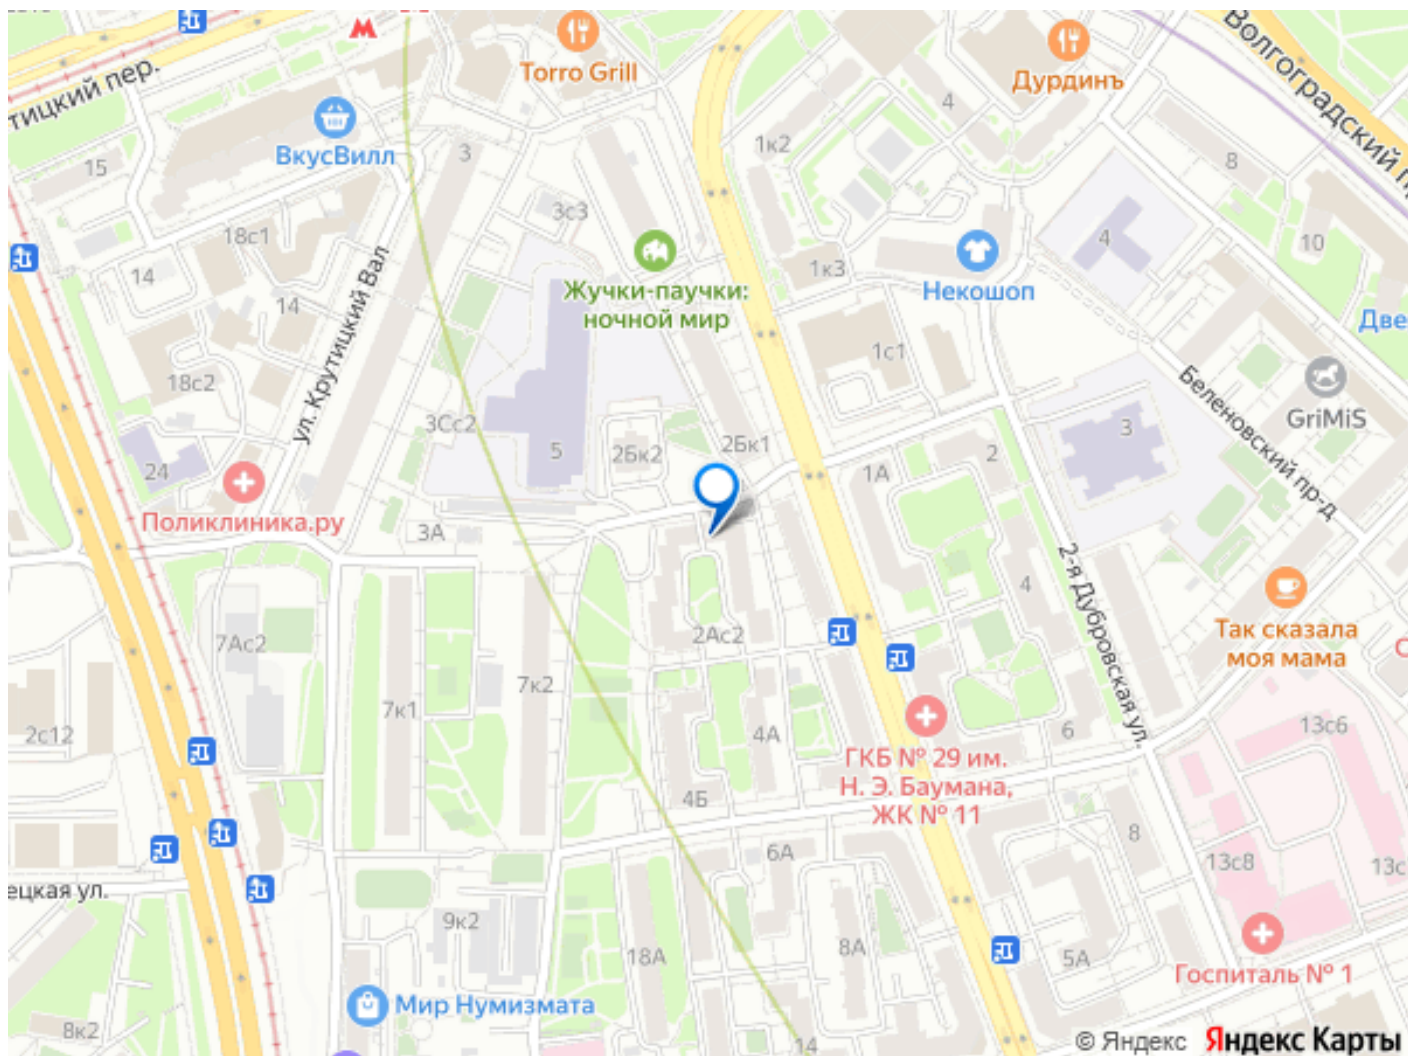 Волгоградский п
тицкий пер.
Torro Grill
Дурдинъ
4
1к2
15
ВкусВилл
3
8
3с3
18с1
14
4
10
Жучки-паучки:
ночной мир
1к3
Некошоп
14
ул. Крутицкий Вал
Две
1с1
18с2
Беленовский пр-д
GriMiS
3Сс2
2Бк2
2Бк1
5
3
2
24
1А
Поликлиника.ру
3А
2-я Дубровская ул.
4
7Ас2
2Ас2
Так сказала
моя мама
7к2
7к1
4А
6
13с6
2с12
ГКБ № 29 им.
Н. Э. Баумана,
ЖК № 11
4Б
8
6А
13с8
13с
ецкая ул.
9к2
18А
8А
5А
Госпиталь № 1
Мир Нумизмата
8к2
14
© Яндекс Яндекс Карты